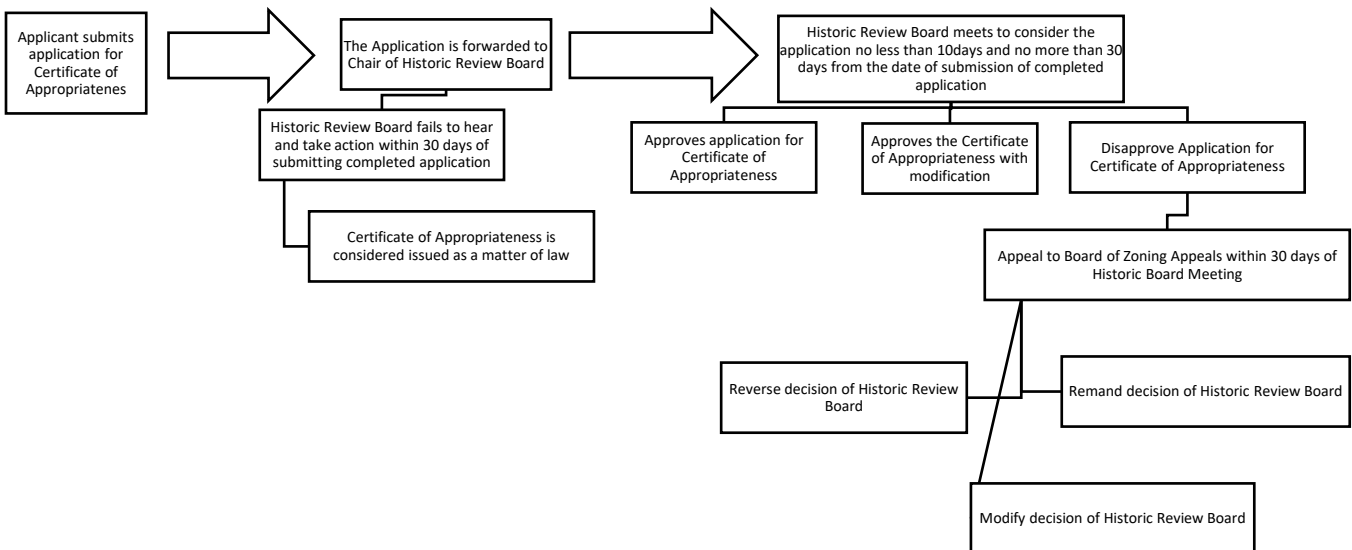 Applicant submits
application for
Certificate of
Appropriatenes
The Application is forwarded to
Chair of Historic Review Board
Historic Review Board meets to consider the
application no less than 10days and no more than 30
days from the date of submission of completed
application
Historic Review Board fails to hear
and take action within 30 days of
submitting completed application
Certificate of Appropriateness is
considered issued as a matter of law
Approves application for
Certificate of
Appropriateness
Approves the Certificate
of Appropriateness with
modification
Disapprove Application for
Certificate of Appropriateness
Appeal to Board of Zoning Appeals within 30 days of
Historic Board Meeting
Reverse decision of Historic Review
Board
Remand decision of Historic Review Board
Modify decision of Historic Review Board